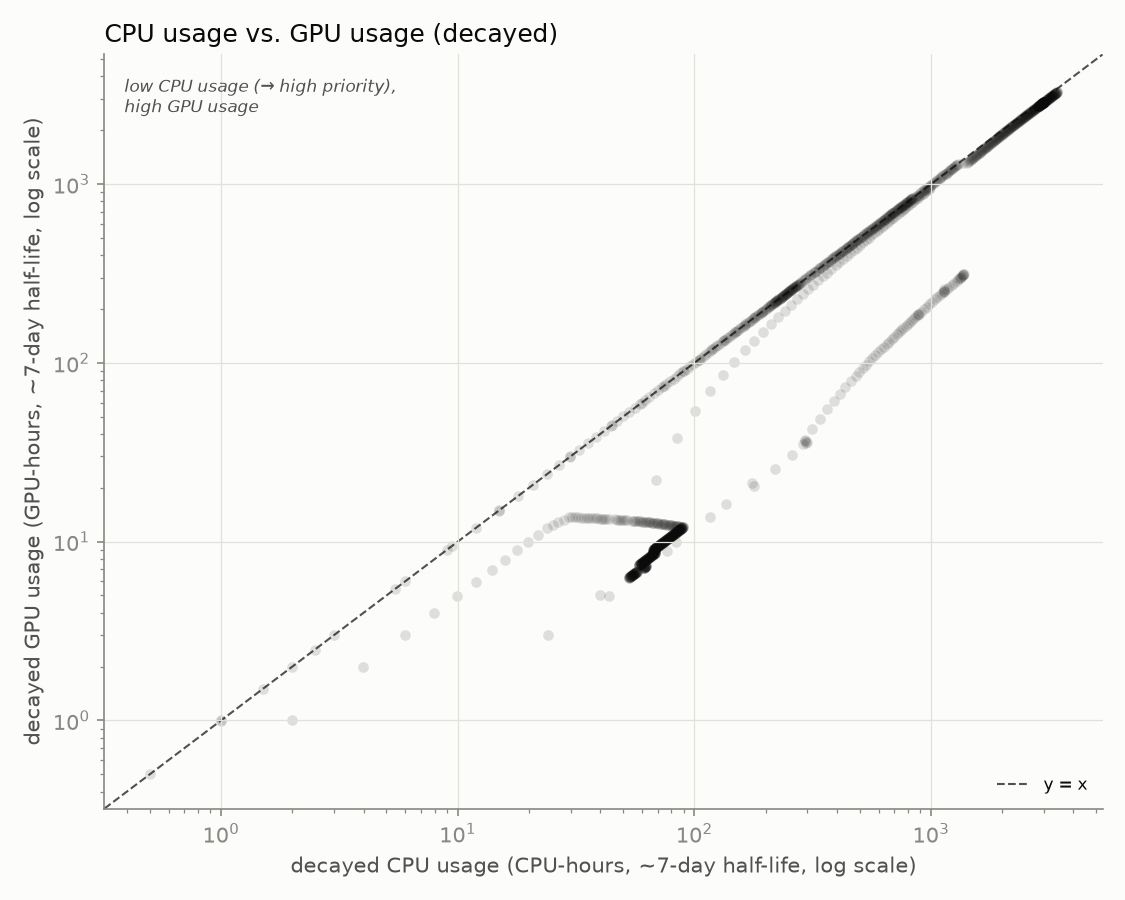 CPU usage vs. GPU usage (decayed)
low CPU usage (→ high priority),
high GPU usage
decayed GPU usage (GPU-hours, ~7-day half-life, log scale)
10³
10²
10¹
10⁰
y = x
10⁰ 10¹ 10² 10³
decayed CPU usage (CPU-hours, ~7-day half-life, log scale)